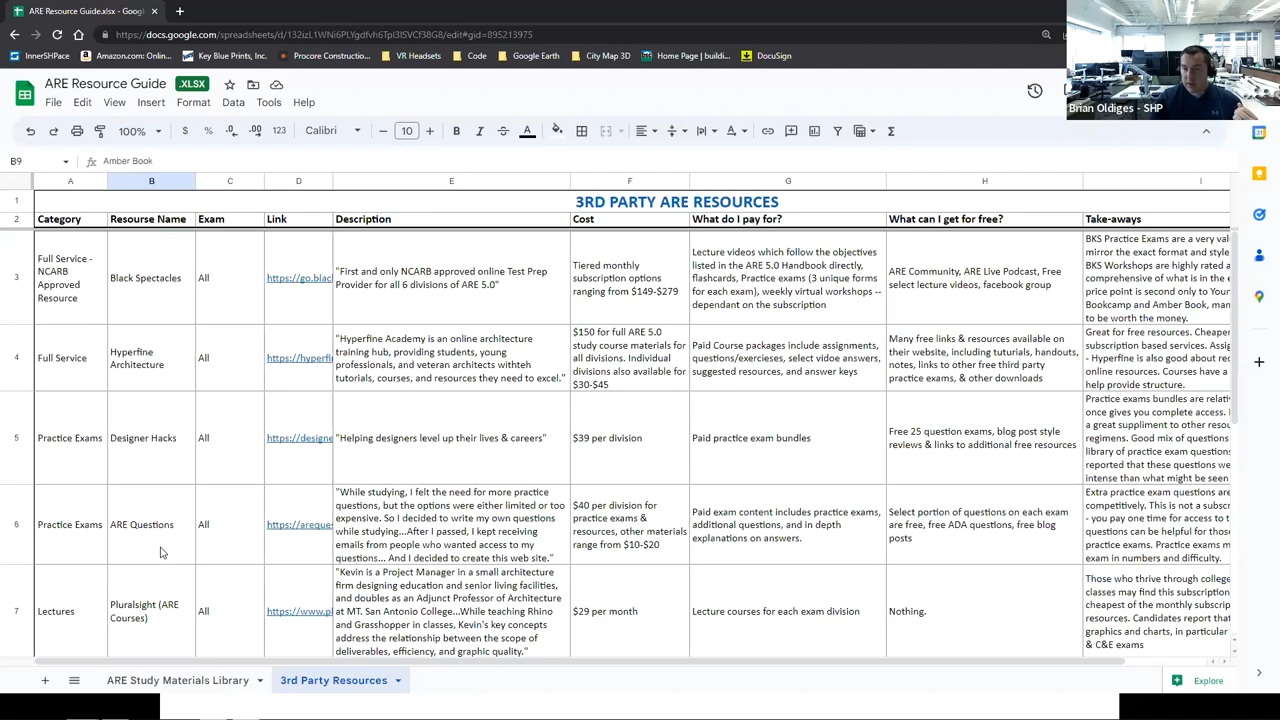 ARE Resource Guide.xlsx - Googl
https://docs.google.com/spreadsheets/d/132izL1WNi6PLYgdfvh6Tpl3lSVCf3RG8/edit#gid=895213975
InnerSHPace
Amazon.com: Onlin...
Key Blue Prints, Inc.
Procore Construction...
VR Headsets
Code
Google Earth
City Map 3D
Home | Page | buildin...
DocuSign
Brian Oldiges - SHP
ARE Resource Guide .XLSX
File Edit View Insert Format Data Tools Help
100% $ % .0 .00 123 Calibri 10 B I S A
B9 fx Amber Book
A B C D E F G H I
1 3RD PARTY ARE RESOURCES
2 Category Resourse Name Exam Link Description Cost What do I pay for? What can I get for free? Take-aways
3
Full Service -
NCARB
Approved
Resource
Black Spectacles
All
https://go.blac
"First and only NCARB approved online Test Prep
Provider for all 6 divisions of ARE 5.0"
Tiered monthly
subscription options
ranging from $149-$279
Lecture videos which follow the objectives
listed in the ARE 5.0 Handbook directly,
flashcards, Practice exams (3 unique forms
for each exam), weekly virtual workshops --
dependant on the subscription
ARE Community, ARE Live Podcast, Free
select lecture videos, facebook group
BKS Practice Exams are a very val
mirror the exact format and style
BKS Workshops are highly rated a
comprehensive of what is in the e
price point is second only to Youn
Bookcamp and Amber Book, man
to be worth the money.
4
Full Service
Hyperfine
Architecture
All
https://hyperfi
"Hyperfine Academy is an online architecture
training hub, providing students, young
professionals, and veteran architects withteh
tutorials, courses, and resources they need to excel."
$150 for full ARE 5.0
study course materials for
all divisions. Individual
divisions also available for
$30-$45
Paid Course packages include assignments,
questions/exercieses, select vidoe answers,
suggested resources, and answer keys
Many free links & resources available on
their website, including tuturials, handouts,
notes, links to other free third party
practice exams, & other downloads
Great for free resources. Cheaper
subscription based services. Assig
- Hyperfine is also good about rec
online courses. Courses have a
help provide structure.
5
Practice Exams
Designer Hacks
All
https://designe
"Helping designers level up their lives & careers"
$39 per division
Paid practice exam bundles
Free 25 question exams, blog post style
reviews & links to additional free resources
Practice exams bundles are relativ
once gives you complete access. I
a great suppliment to other resou
regimens. Good mix of questions
library of practice exam questions
reported that these questions we
intense than what might be seen
6
Practice Exams
ARE Questions
All
https://areques
"While studying, I felt the need for more practice
questions, but the options were either limited or too
expensive. So I decided to write my own questions
while studying...After I passed, I kept receiving
emails from people who wanted access to my
questions... And I decided to create this web site."
$40 per division for
practice exams &
resources, other materials
range from $10-$20
Paid exam content includes practice exams,
additional questions, and in depth
explanations on answers.
Select portion of questions on each exam
are free, free ADA questions, free blog
posts
Extra practice exam questions are
competitively. This is not a subscr
- you pay one time for access to t
questions can be helpful for those
practice exams. Practice exams m
exam in numbers and difficulty.
7
Lectures
Pluralsight (ARE
Courses)
All
https://www.pl
"Kevin is a Project Manager in a small architecture
firm designing education and senior living facilities,
and doubles as an Adjunct Professor of Architecture
at MT. San Antonio College...While teaching Rhino
and Grasshopper in classes, Kevin's key concepts
address the relationship between the scope of
deliverables, efficiency, and graphic quality."
$29 per month
Lecture courses for each exam division
Nothing.
Those who thrive through college
classes may find this subscription
cheapest of the monthly subscrip
resources. Candidates report that
graphics and charts, in particular
& C&E exams
ARE Study Materials Library
3rd Party Resources
Explore